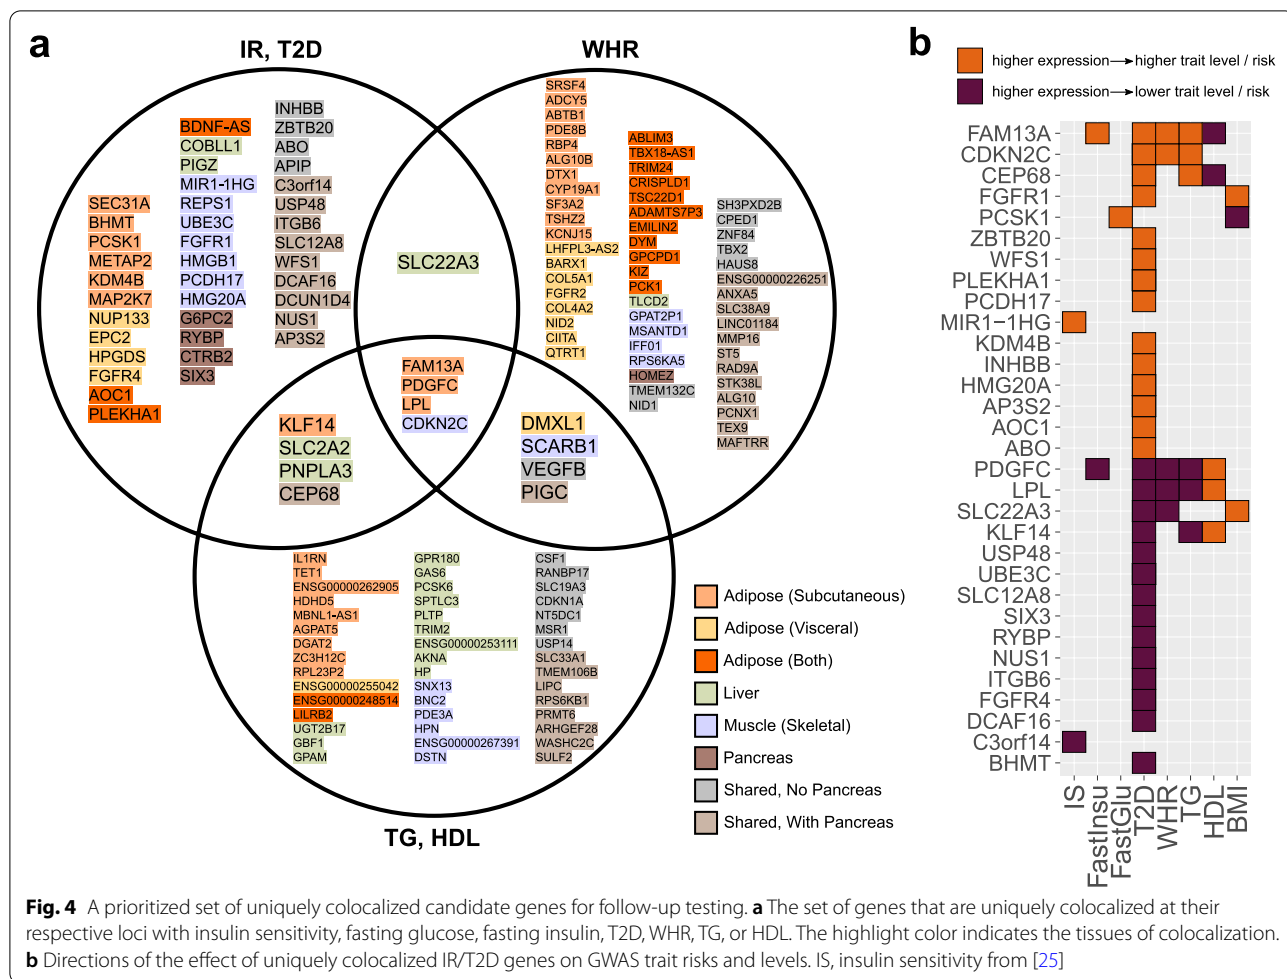 a
IR, T2D
WHR
SEC31A
BHMT
PCSK1
METAP2
KDM4B
MAP2K7
NUP133
EPC2
HPGDS
FGFR4
AOC1
PLEKHA1
BDNF-AS
COBLL1
PIGZ
MIR1-1HG
REPS1
UBE3C
FGFR1
HMGB1
PCDH17
HMG20A
G6PC2
RYBP
CTRB2
SIX3
INHBB
ZBTB20
ABO
APIP
C3orf14
USP48
ITGB6
SLC12A8
WFS1
DCAF16
DCUN1D4
NUS1
AP3S2
SLC22A3
SRSF4
ADCY5
ABTB1
PDE8B
RBP4
ALG10B
DTX1
CYP19A1
SF3A2
TSHZ2
KCNJ15
LHFPL3-AS2
BARX1
COL5A1
FGFR2
COL4A2
NID2
CIITA
QTRT1
ABLIM3
TBX18-AS1
TRIM24
CRISPLD1
TSC22D1
ADAMTS7P3
EMILIN2
DYM
GPCPD1
KIZ
PCK1
TLCD2
GPAT2P1
MSANTD1
IFF01
RPS6KA5
HOMEZ
TMEM132C
NID1
SH3PXD2B
CPED1
ZNF84
TBX2
HAUS8
ENSG00000226251
ANXA5
SLC38A9
LINC01184
MMP16
ST5
RAD9A
STK38L
ALG10
PCNX1
TEX9
MAFTRR
FAM13A
PDGFC
LPL
CDKN2C
KLF14
SLC2A2
PNPLA3
CEP68
DMXL1
SCARB1
VEGFB
PIGC
IL1RN
TET1
ENSG00000262905
HDHD5
MBNL1-AS1
AGPAT5
DGAT2
ZC3H12C
RPL23P2
ENSG00000255042
ENSG00000248514
LILRB2
UGT2B17
GBF1
GPAM
GPR180
GAS6
PCSK6
SPTLC3
PLTP
TRIM2
ENSG00000253111
AKNA
HP
SNX13
BNC2
PDE3A
HPN
ENSG00000267391
DSTN
CSF1
RANBP17
SLC19A3
CDKN1A
NT5DC1
MSR1
USP14
SLC33A1
TMEM106B
LIPC
RPS6KB1
PRMT6
ARHGEF28
WASHC2C
SULF2
TG, HDL
Adipose (Subcutaneous)
Adipose (Visceral)
Adipose (Both)
Liver
Muscle (Skeletal)
Pancreas
Shared, No Pancreas
Shared, With Pancreas
b
higher expression→higher trait level / risk
higher expression→lower trait level / risk
FAM13A
CDKN2C
CEP68
FGFR1
PCSK1
ZBTB20
WFS1
PLEKHA1
PCDH17
MIR1−1HG
KDM4B
INHBB
HMG20A
AP3S2
AOC1
ABO
PDGFC
LPL
SLC22A3
KLF14
USP48
UBE3C
SLC12A8
SIX3
RYBP
NUS1
ITGB6
FGFR4
DCAF16
C3orf14
BHMT
IS
FastInsu
FastGlu
T2D
WHR
TG
HDL
BMI
Fig. 4 A prioritized set of uniquely colocalized candidate genes for follow-up testing. a The set of genes that are uniquely colocalized at their
respective loci with insulin sensitivity, fasting glucose, fasting insulin, T2D, WHR, TG, or HDL. The highlight color indicates the tissues of colocalization.
b Directions of the effect of uniquely colocalized IR/T2D genes on GWAS trait risks and levels. IS, insulin sensitivity from [25]